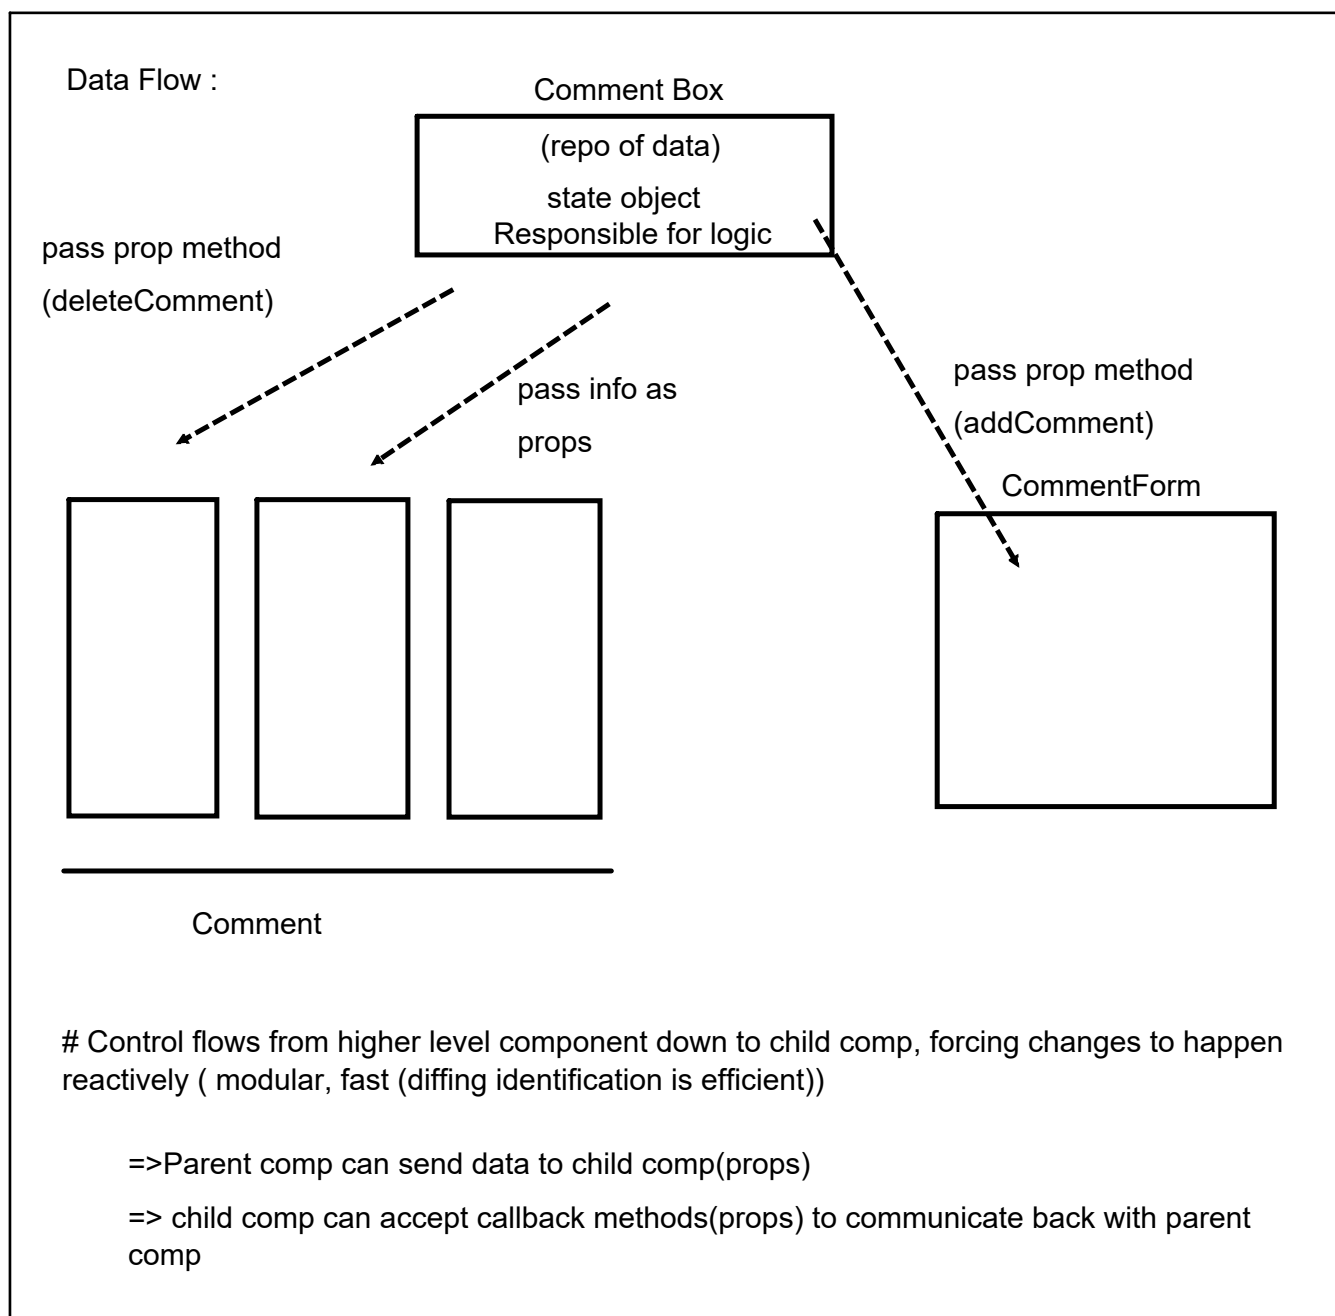 Data Flow :
Comment Box
(repo of data)
state object
Responsible for logic
pass prop method
(deleteComment)
pass info as
props
pass prop method
(addComment)
CommentForm
Comment
# Control flows from higher level component down to child comp, forcing changes to happen
reactively ( modular, fast (diffing identification is efficient))
=>Parent comp can send data to child comp(props)
=> child comp can accept callback methods(props) to communicate back with parent
comp